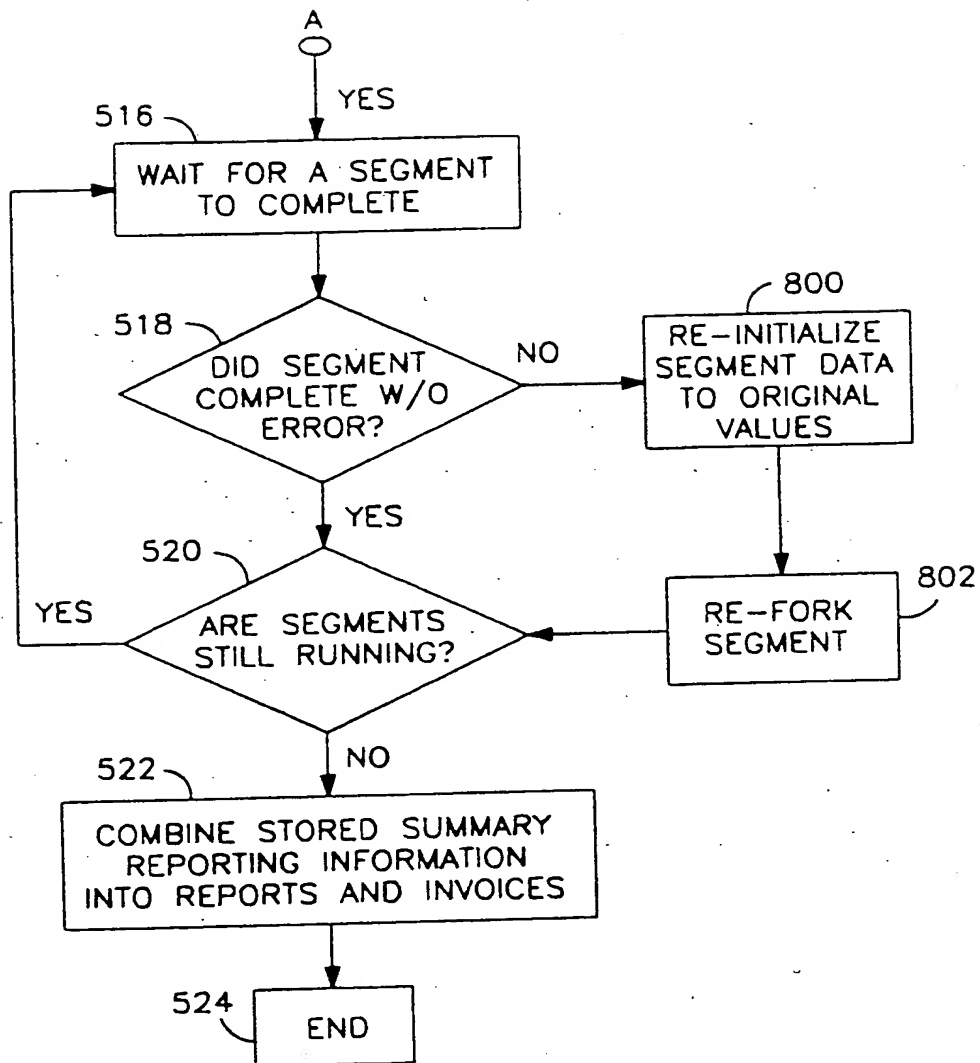 A
YES
516
WAIT FOR A SEGMENT
TO COMPLETE
518
DID SEGMENT
COMPLETE W/O
ERROR?
NO
800
RE-INITIALIZE
SEGMENT DATA
TO ORIGINAL
VALUES
YES
520
YES
ARE SEGMENTS
STILL RUNNING?
802
RE-FORK
SEGMENT
NO
522
COMBINE STORED SUMMARY
REPORTING INFORMATION
INTO REPORTS AND INVOICES
524
END